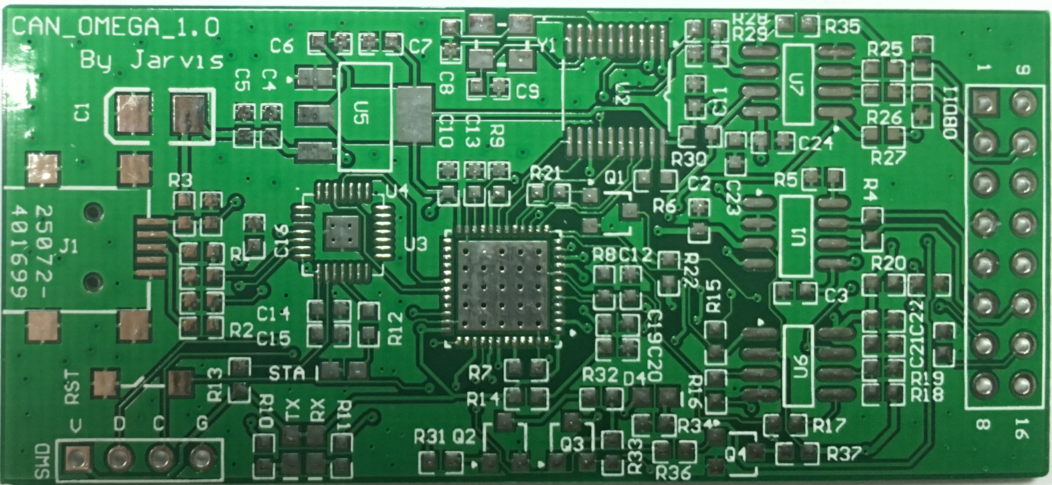 CAN_OMEGA_1.0
By Jarvis
C6
C7
Y1
R28
R29
R35
R25
C5
C4
C8
C9
U2
C11
U7
1
9
C1
U5
C10
C13
R9
R26
J1080
R30
C24
R27
R3
U4
R21
Q1
C2
C23
R5
R4
25072-
401699
J1
C16
U3
R6
U1
R8
C12
R22
R20
C14
C15
R2
R12
R15
C3
C19
C20
C22
C21
U6
RST
R13
STA
R7
R32
D4
R16
R19
R18
R14
V
D
C
G
R10
TX
RX
R11
R31
Q2
Q3
R33
R34
R17
8
16
SWD
R36
Q4
R37